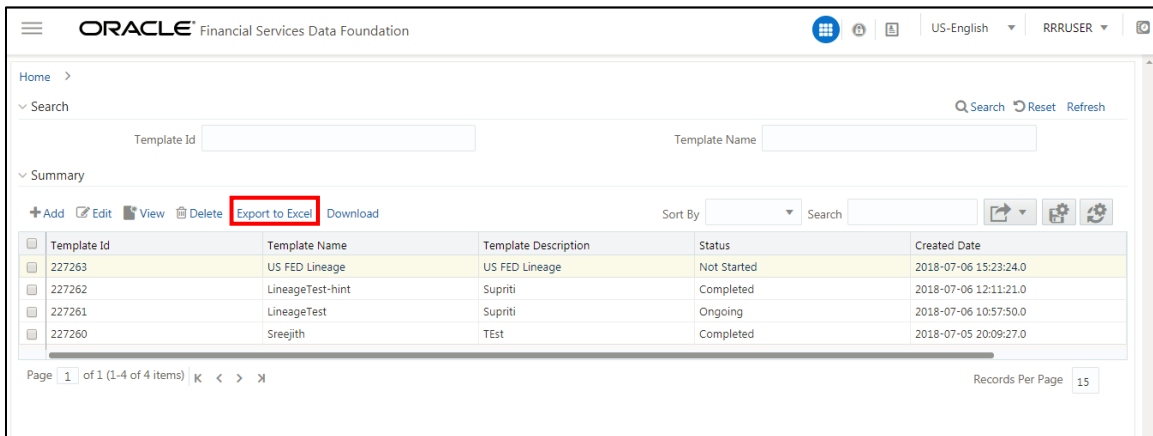 ORACLE® Financial Services Data Foundation US-English RRRUSER
Home >
Search Search Reset Refresh
Template Id Template Name
Summary
Add Edit View Delete Export to Excel Download Sort By Search
Template Id Template Name Template Description Status Created Date
227263 US FED Lineage US FED Lineage Not Started 2018-07-06 15:23:24.0
227262 LineageTest-hint Supriti Completed 2018-07-06 12:11:21.0
227261 LineageTest Supriti Ongoing 2018-07-06 10:57:50.0
227260 Sreejith TEst Completed 2018-07-05 20:09:27.0
Page 1 of 1 (1-4 of 4 items) Records Per Page 15